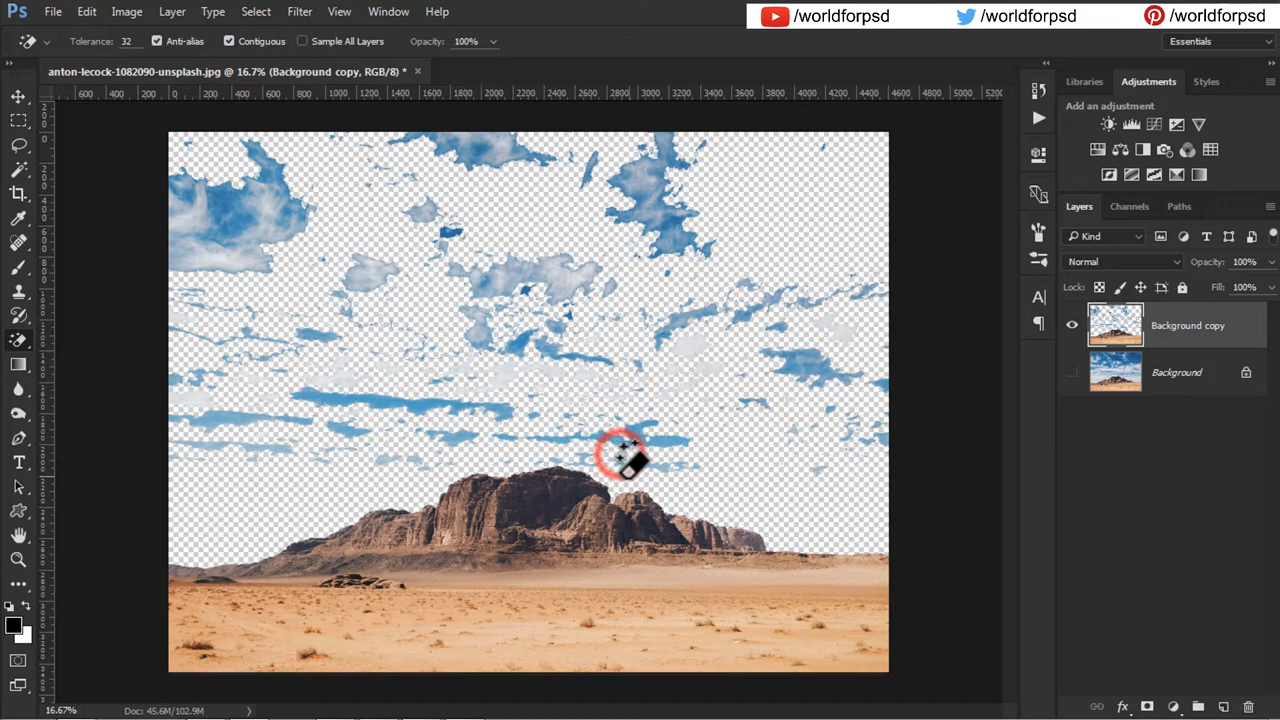 Ps File Edit Image Layer Type Select Filter View Window Help
/worldforpsd /worldforpsd /worldforpsd
Tolerance: 32 Anti-alias Contiguous Sample All Layers Opacity: 100% Essentials
anton-lecock-1082090-unsplash.jpg @ 16.7% (Background copy, RGB/8) *
600 400 200 0 200 400 600 800 1000 1200 1400 1600 1800 2000 2200 2400 2600 2800 3000 3200 3400 3600 3800 4000 4200 4400 4600 4800 5000 5200
Libraries Adjustments Styles
Add an adjustment
Layers Channels Paths
Kind
Normal Opacity: 100%
Lock: Fill: 100%
Background copy
Background
16.67% Doc: 45.6M/102.9M